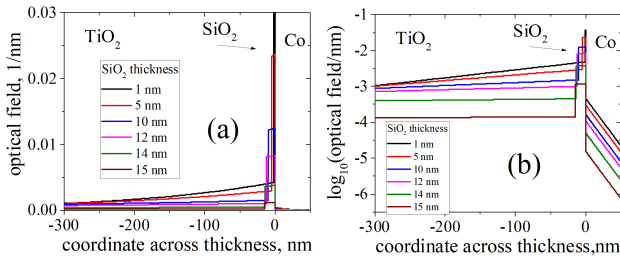 TiO2
SiO2
Co
SiO2 thickness
1 nm
5 nm
10 nm
12 nm
14 nm
15 nm
(a)
0.03
0.02
0.01
0.00
optical field, 1/nm
-300
-200
-100
0
coordinate across thickness, nm
TiO2
SiO2
Co
SiO2 thickness
1 nm
5 nm
10 nm
12 nm
14 nm
15 nm
(b)
-1
-2
-3
-4
-5
-6
log10(optical field/nm)
-300
-200
-100
0
coordinate across thickness,nm